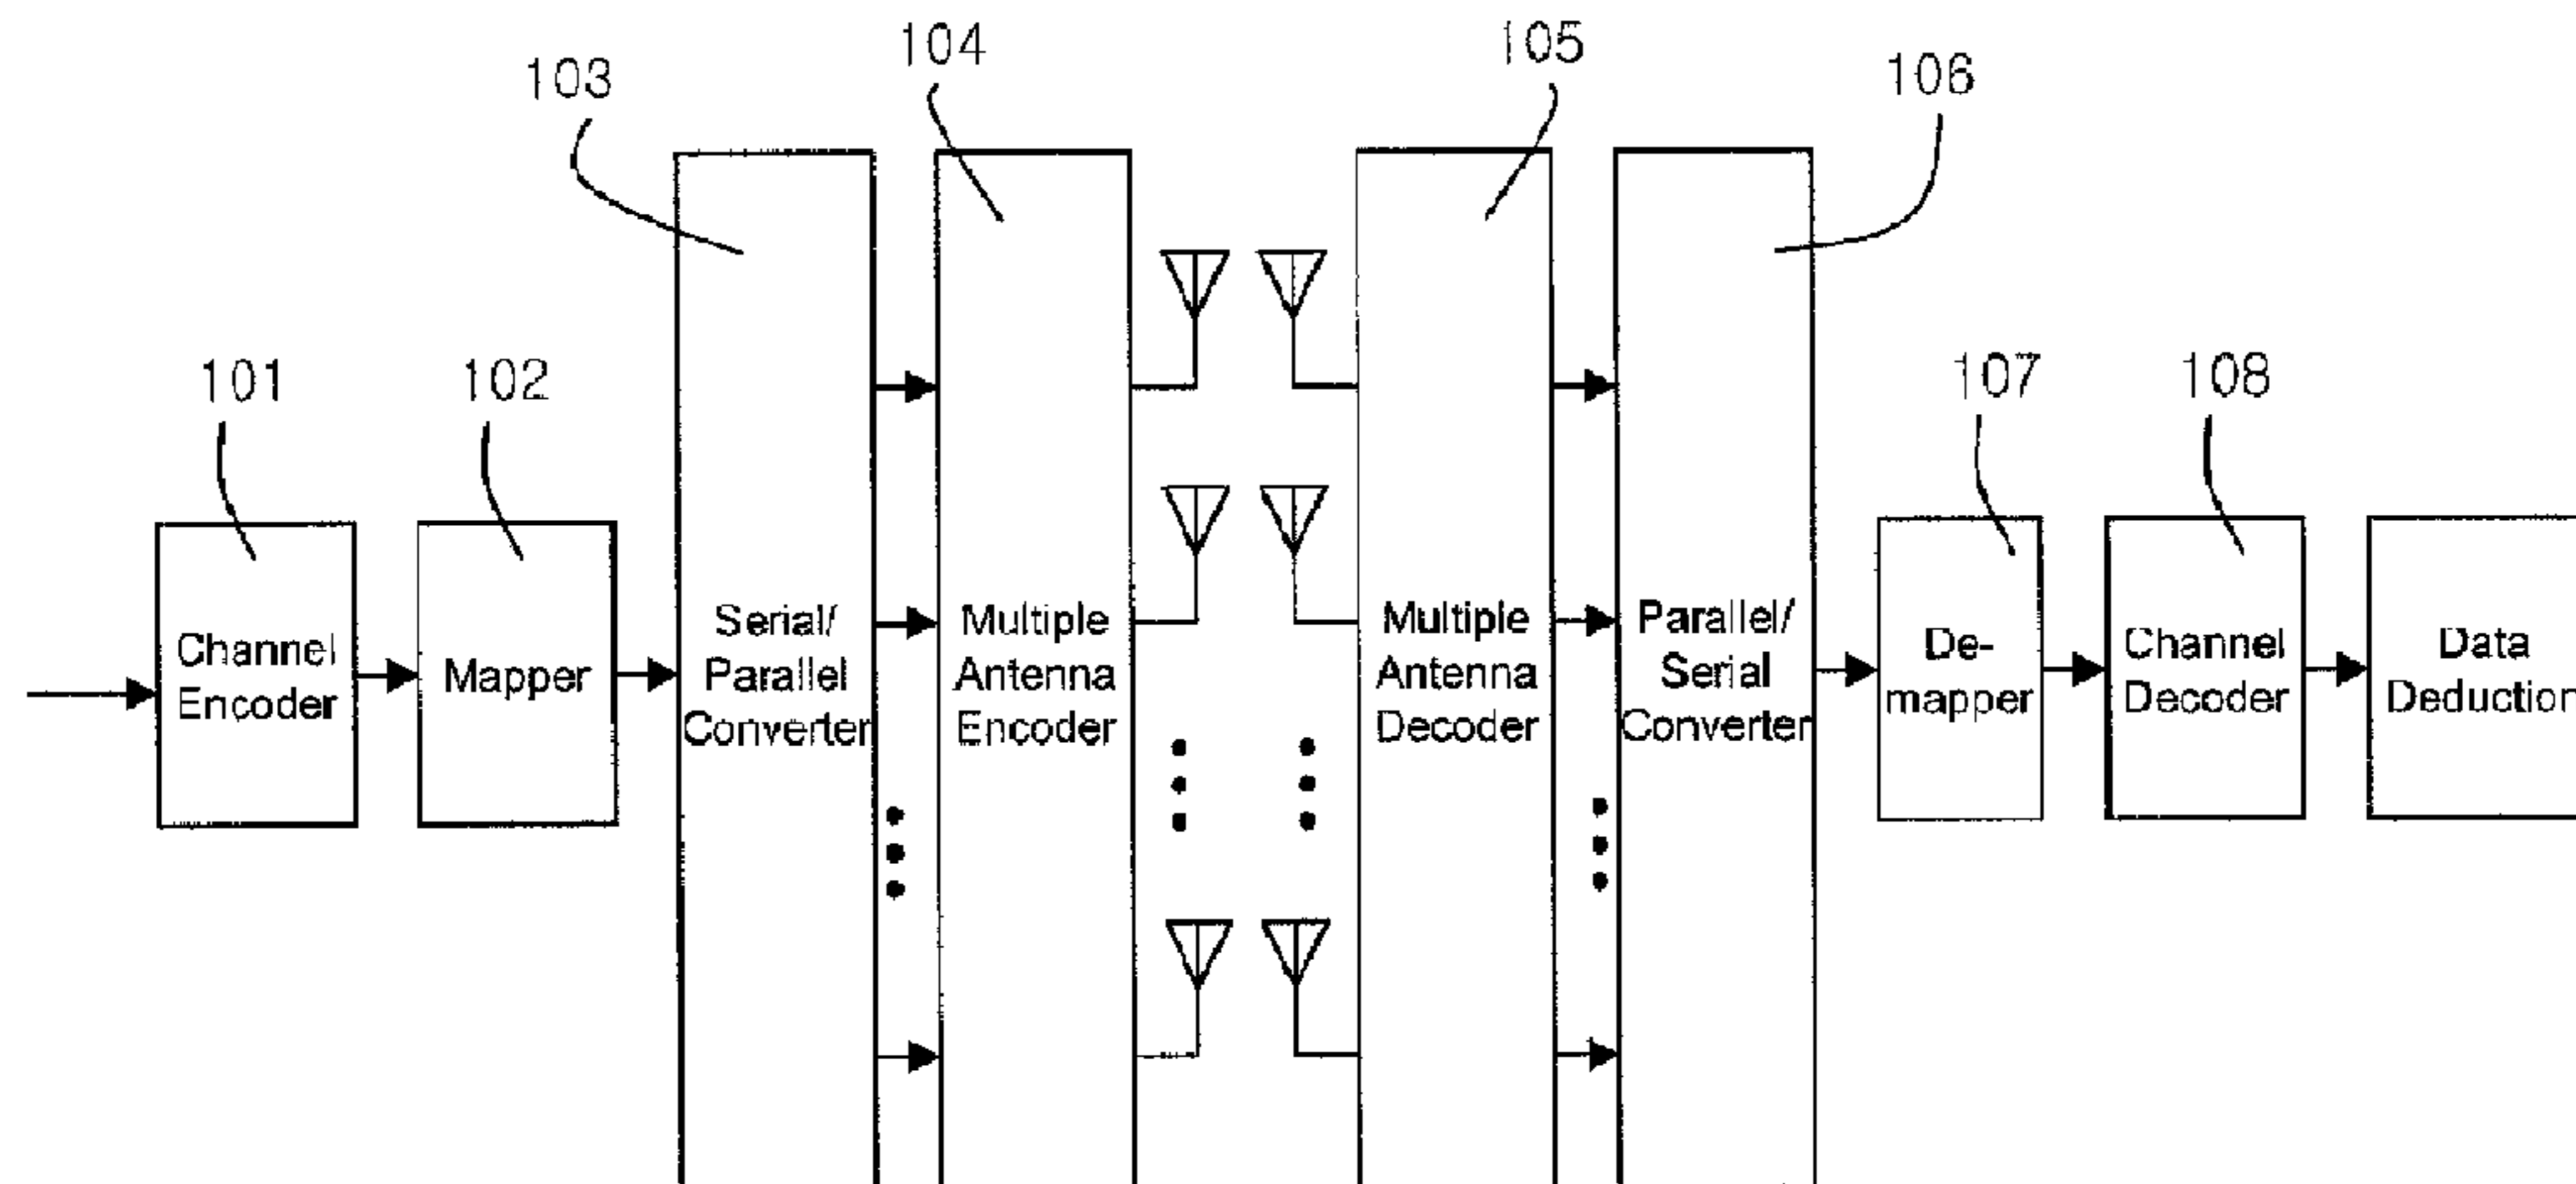 104
105
103
106
101
102
107
108
Channel
Encoder
Mapper
Serial/
Parallel
Converter
Multiple
Antenna
Encoder
Multiple
Antenna
Decoder
Parallel/
Serial
Converter
De-
mapper
Channel
Decoder
Data
Deduction